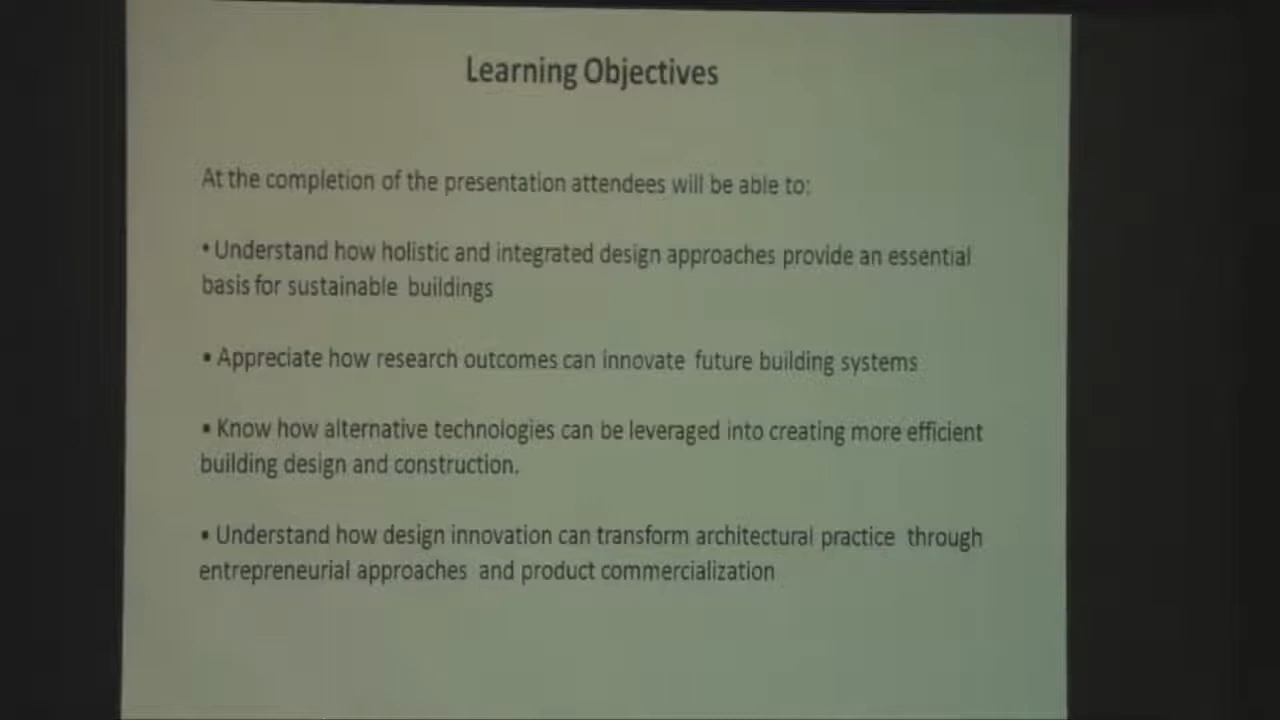 Learning Objectives
At the completion of the presentation attendees will be able to:
• Understand how holistic and integrated design approaches provide an essential
basis for sustainable buildings
• Appreciate how research outcomes can innovate future building systems
• Know how alternative technologies can be leveraged into creating more efficient
building design and construction.
• Understand how design innovation can transform architectural practice through
entrepreneurial approaches and product commercialization